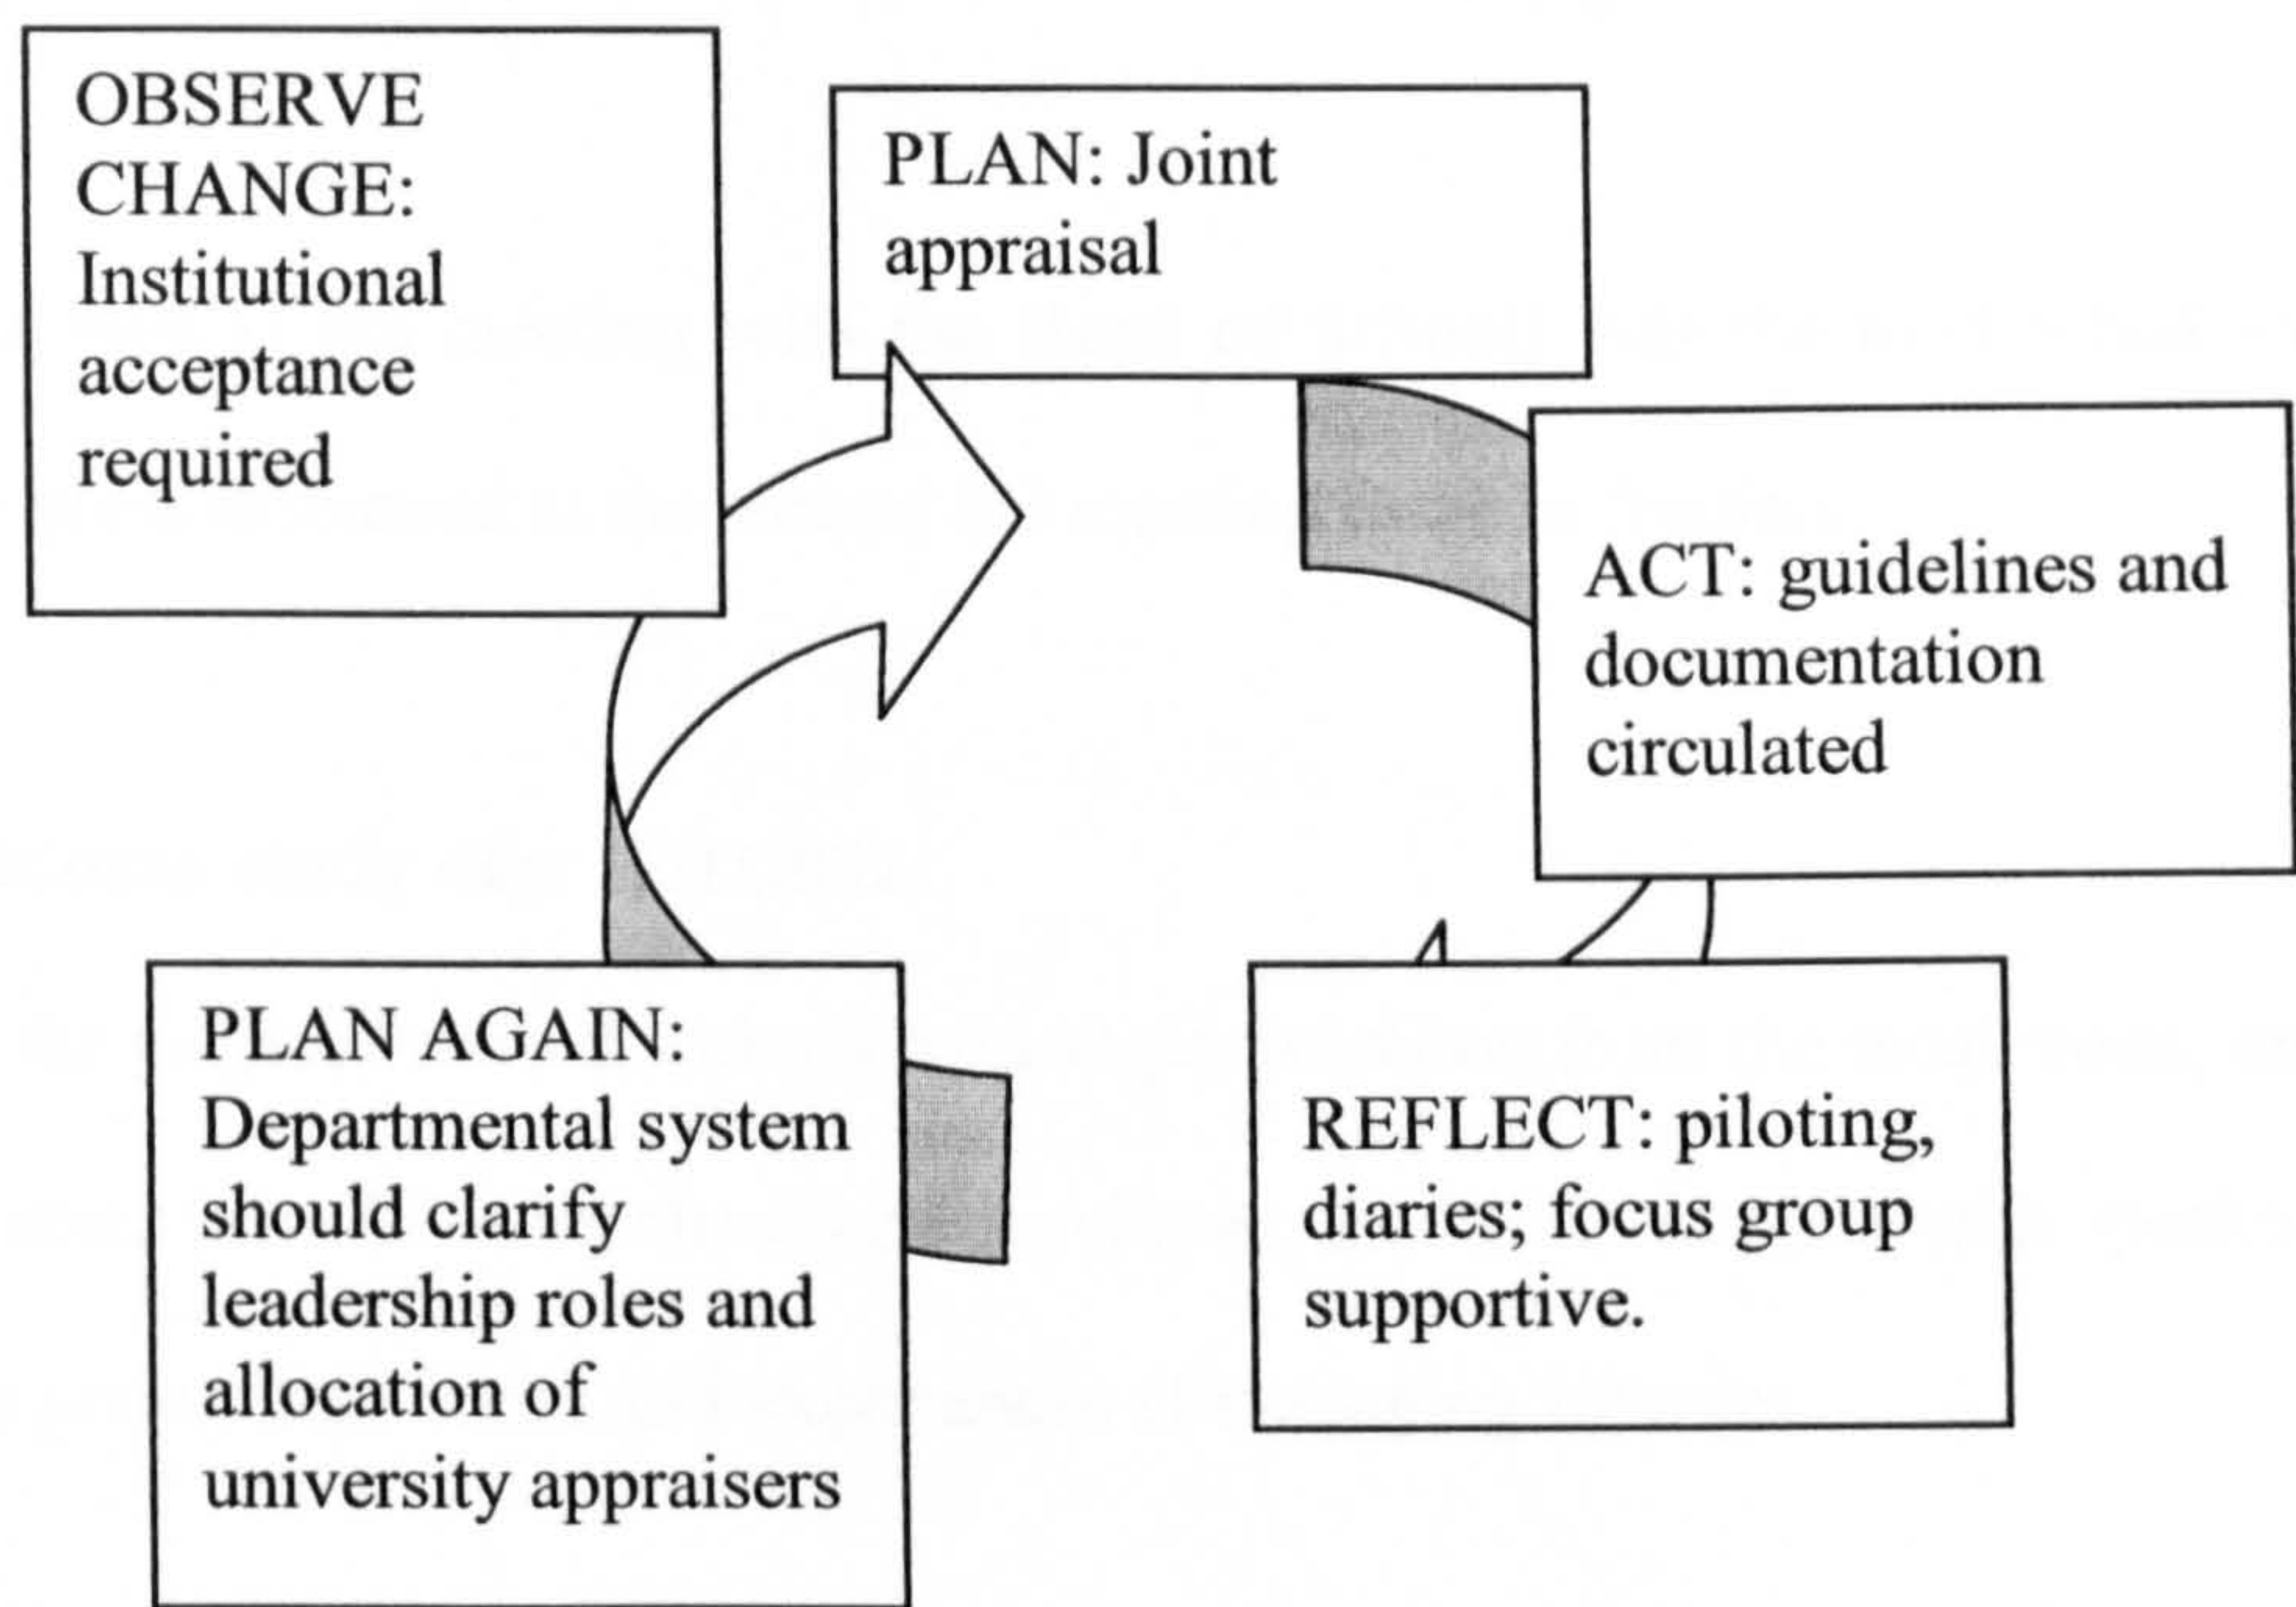 OBSERVE
CHANGE:
Institutional
acceptance
required
PLAN: Joint
appraisal
ACT: guidelines and
documentation
circulated
REFLECT: piloting,
diaries; focus group
supportive.
PLAN AGAIN:
Departmental system
should clarify
leadership roles and
allocation of
university appraisers